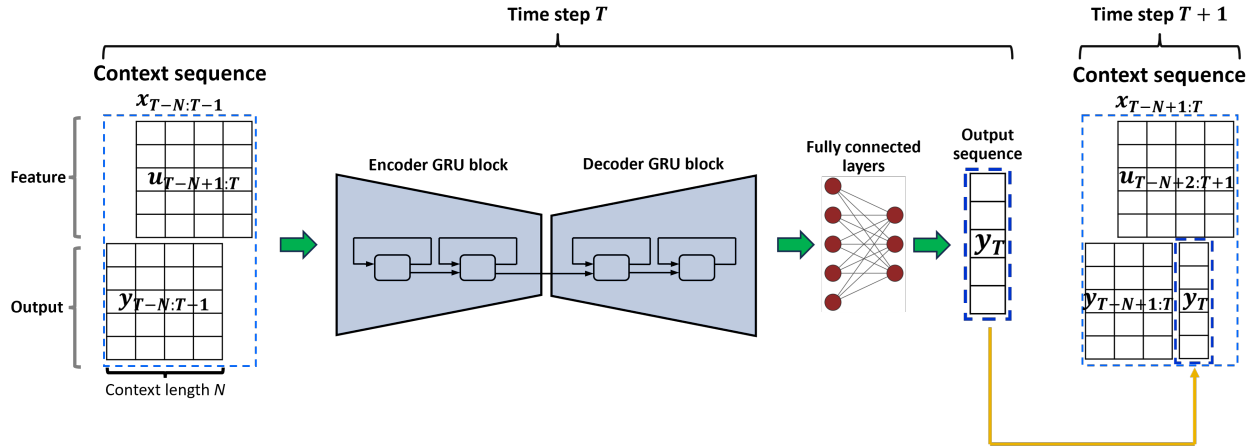 Time step T
Time step T + 1
Context sequence
x_{T−N:T−1}
Feature
u_{T−N+1:T}
Output
y_{T−N:T−1}
Context length N
Encoder GRU block
Decoder GRU block
Fully connected
layers
Output
sequence
y_T
Context sequence
x_{T−N+1:T}
u_{T−N+2:T+1}
y_{T−N+1:T}
y_T